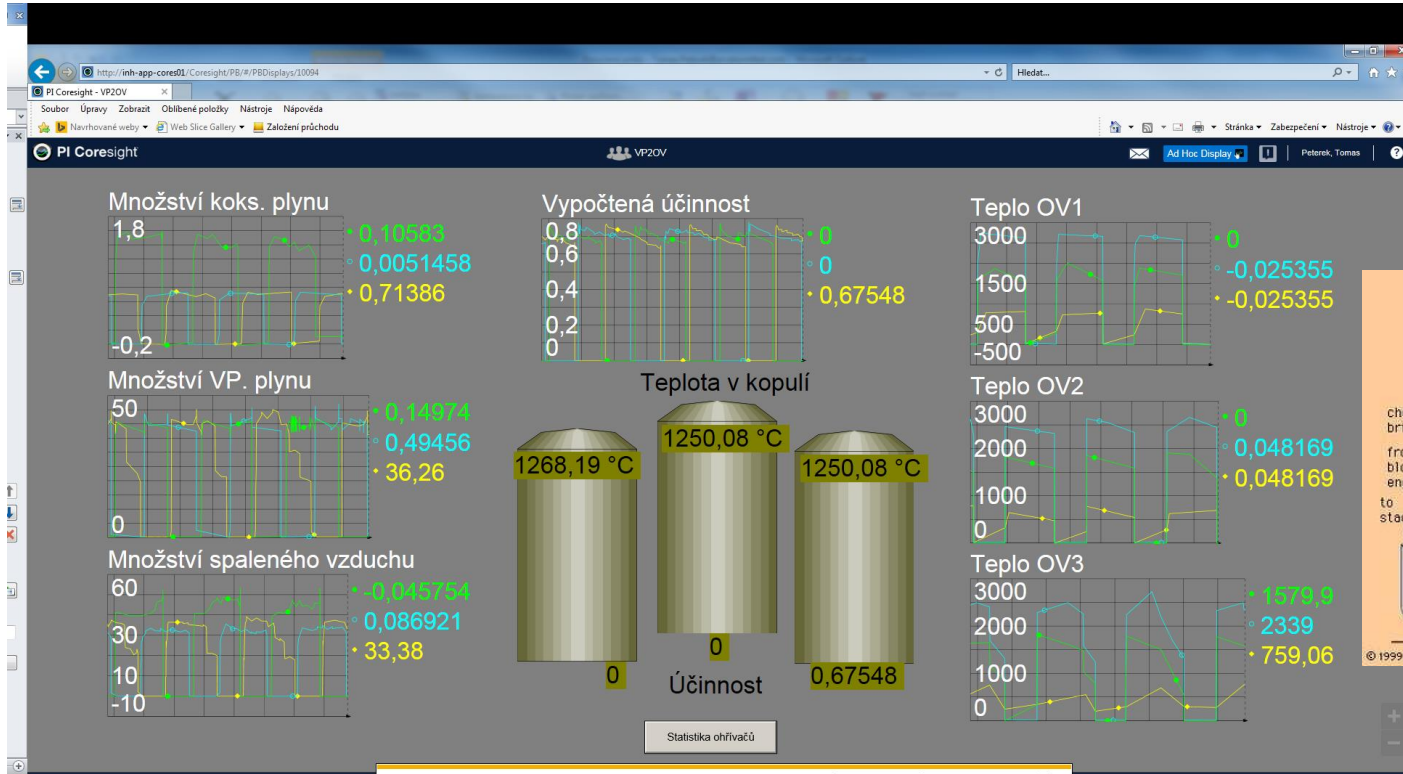 http://inh-app-cores01/Coresight/PB/#/PBDisplays/10094
Hledat...
PI Coresight - VP2OV
Soubor Úpravy Zobrazit Oblíbené položky Nástroje Nápověda
Navrhované weby Web Slice Gallery Založení průchodu
Stránka Zabezpečení Nástroje
PI Coresight
VP2OV
Ad Hoc Display
Peterek, Tomas
Množství koks. plynu
1,8
-0,2
0,10583
0,0051458
0,71386
Vypočtená účinnost
0,8
0,6
0,4
0,2
0
0
0
0,67548
Teplo OV1
3000
1500
500
-500
0
-0,025355
-0,025355
Množství VP. plynu
50
0
0,14974
0,49456
36,26
Teplota v kopulí
1268,19 °C
1250,08 °C
1250,08 °C
0
0
0,67548
Účinnost
Teplo OV2
3000
2000
1000
0
0
0,048169
0,048169
Množství spaleného vzduchu
60
30
10
-10
-0,045754
0,086921
33,38
Teplo OV3
3000
2000
1000
0
1579,9
2339
759,06
Statistika ohřívačů
to
© 1999